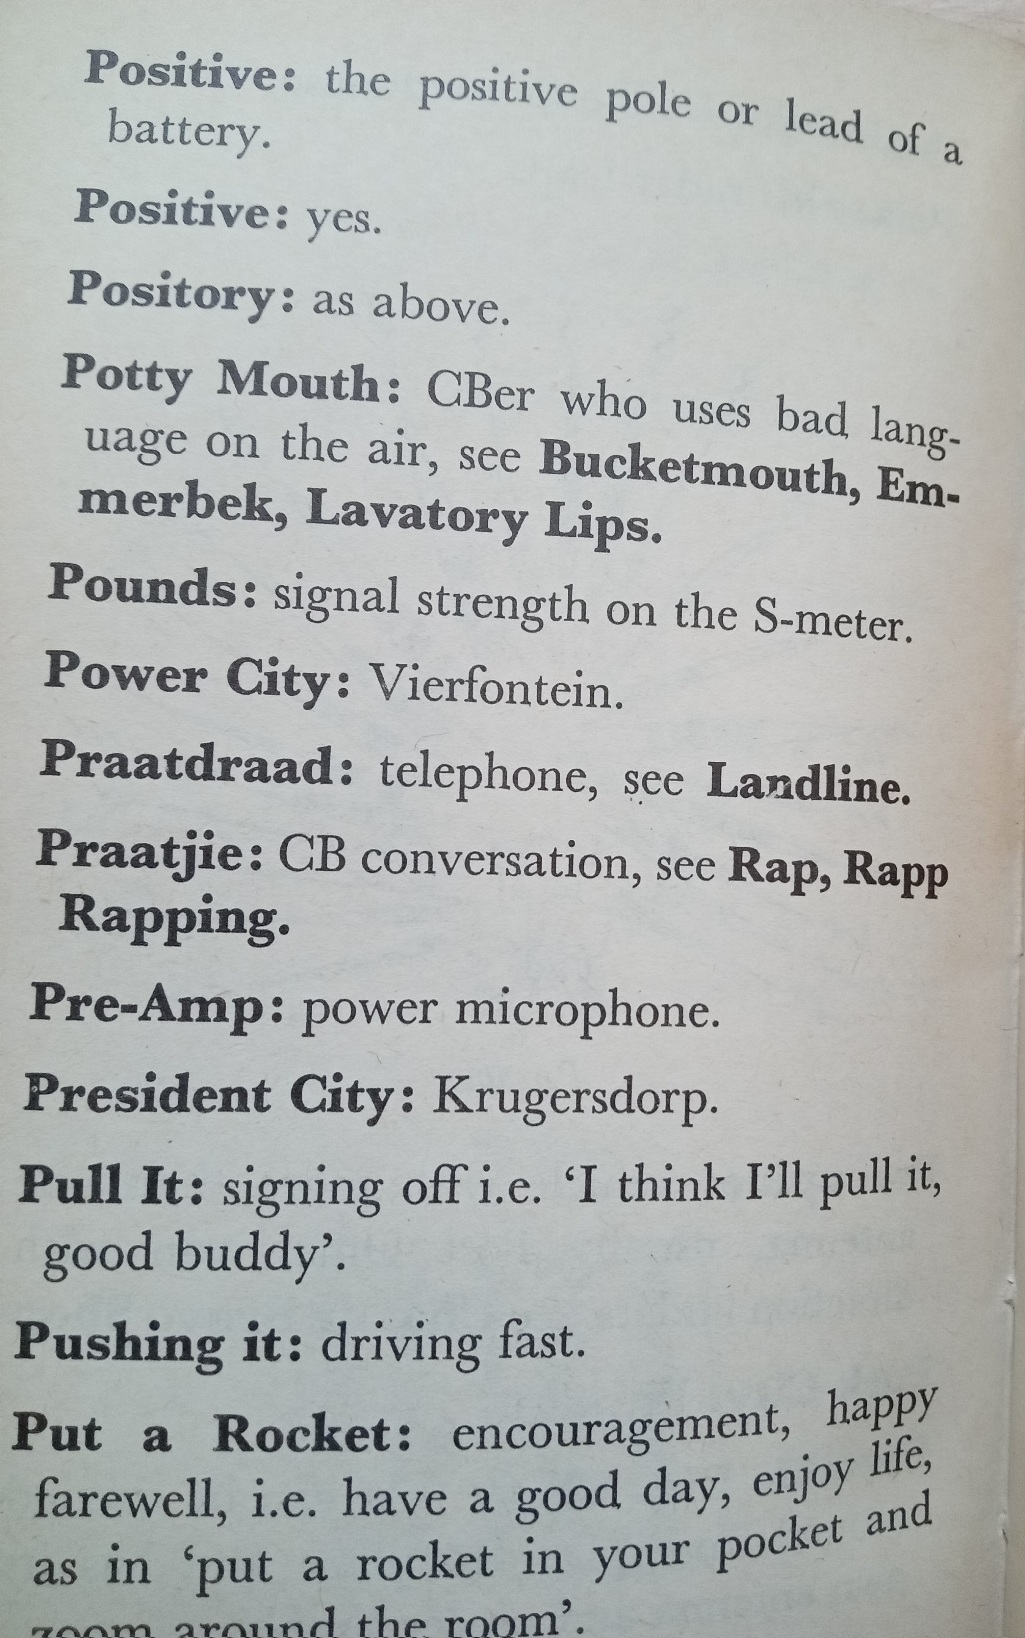 Positive: the positive pole or lead of a
battery.
Positive: yes.
Pository: as above.
Potty Mouth: CBer who uses bad lang-
uage on the air, see Bucketmouth, Em-
merbek, Lavatory Lips.
Pounds: signal strength on the S-meter.
Power City: Vierfontein.
Praatdraad: telephone, see Landline.
Praatjie: CB conversation, see Rap, Rapp
Rapping.
Pre-Amp: power microphone.
President City: Krugersdorp.
Pull It: signing off i.e. ‘I think I’ll pull it,
good buddy’.
Pushing it: driving fast.
Put a Rocket: encouragement, happy
farewell, i.e. have a good day, enjoy life,
as in ‘put a rocket in your pocket and
zoom around the room’.